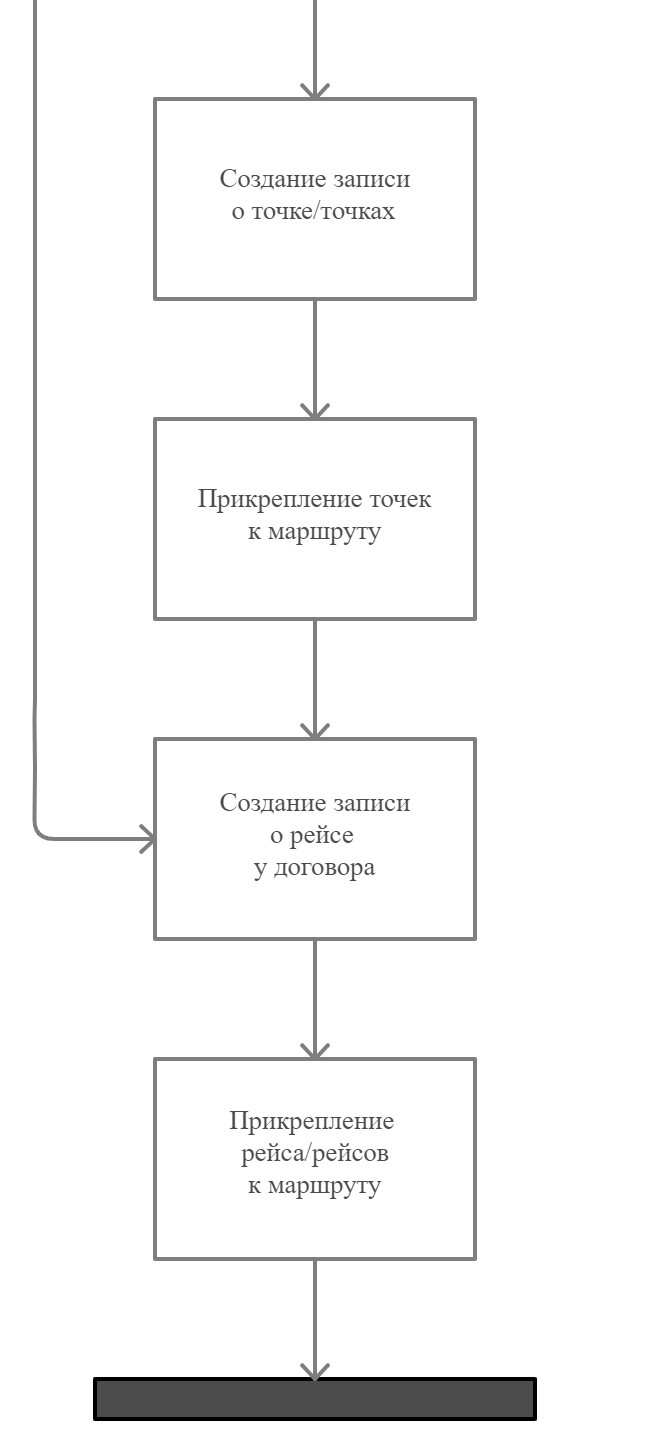 Создание записи
о точке/точках
Прикрепление точек
к маршруту
Создание записи
о рейсе
у договора
Прикрепление
рейса/рейсов
к маршруту